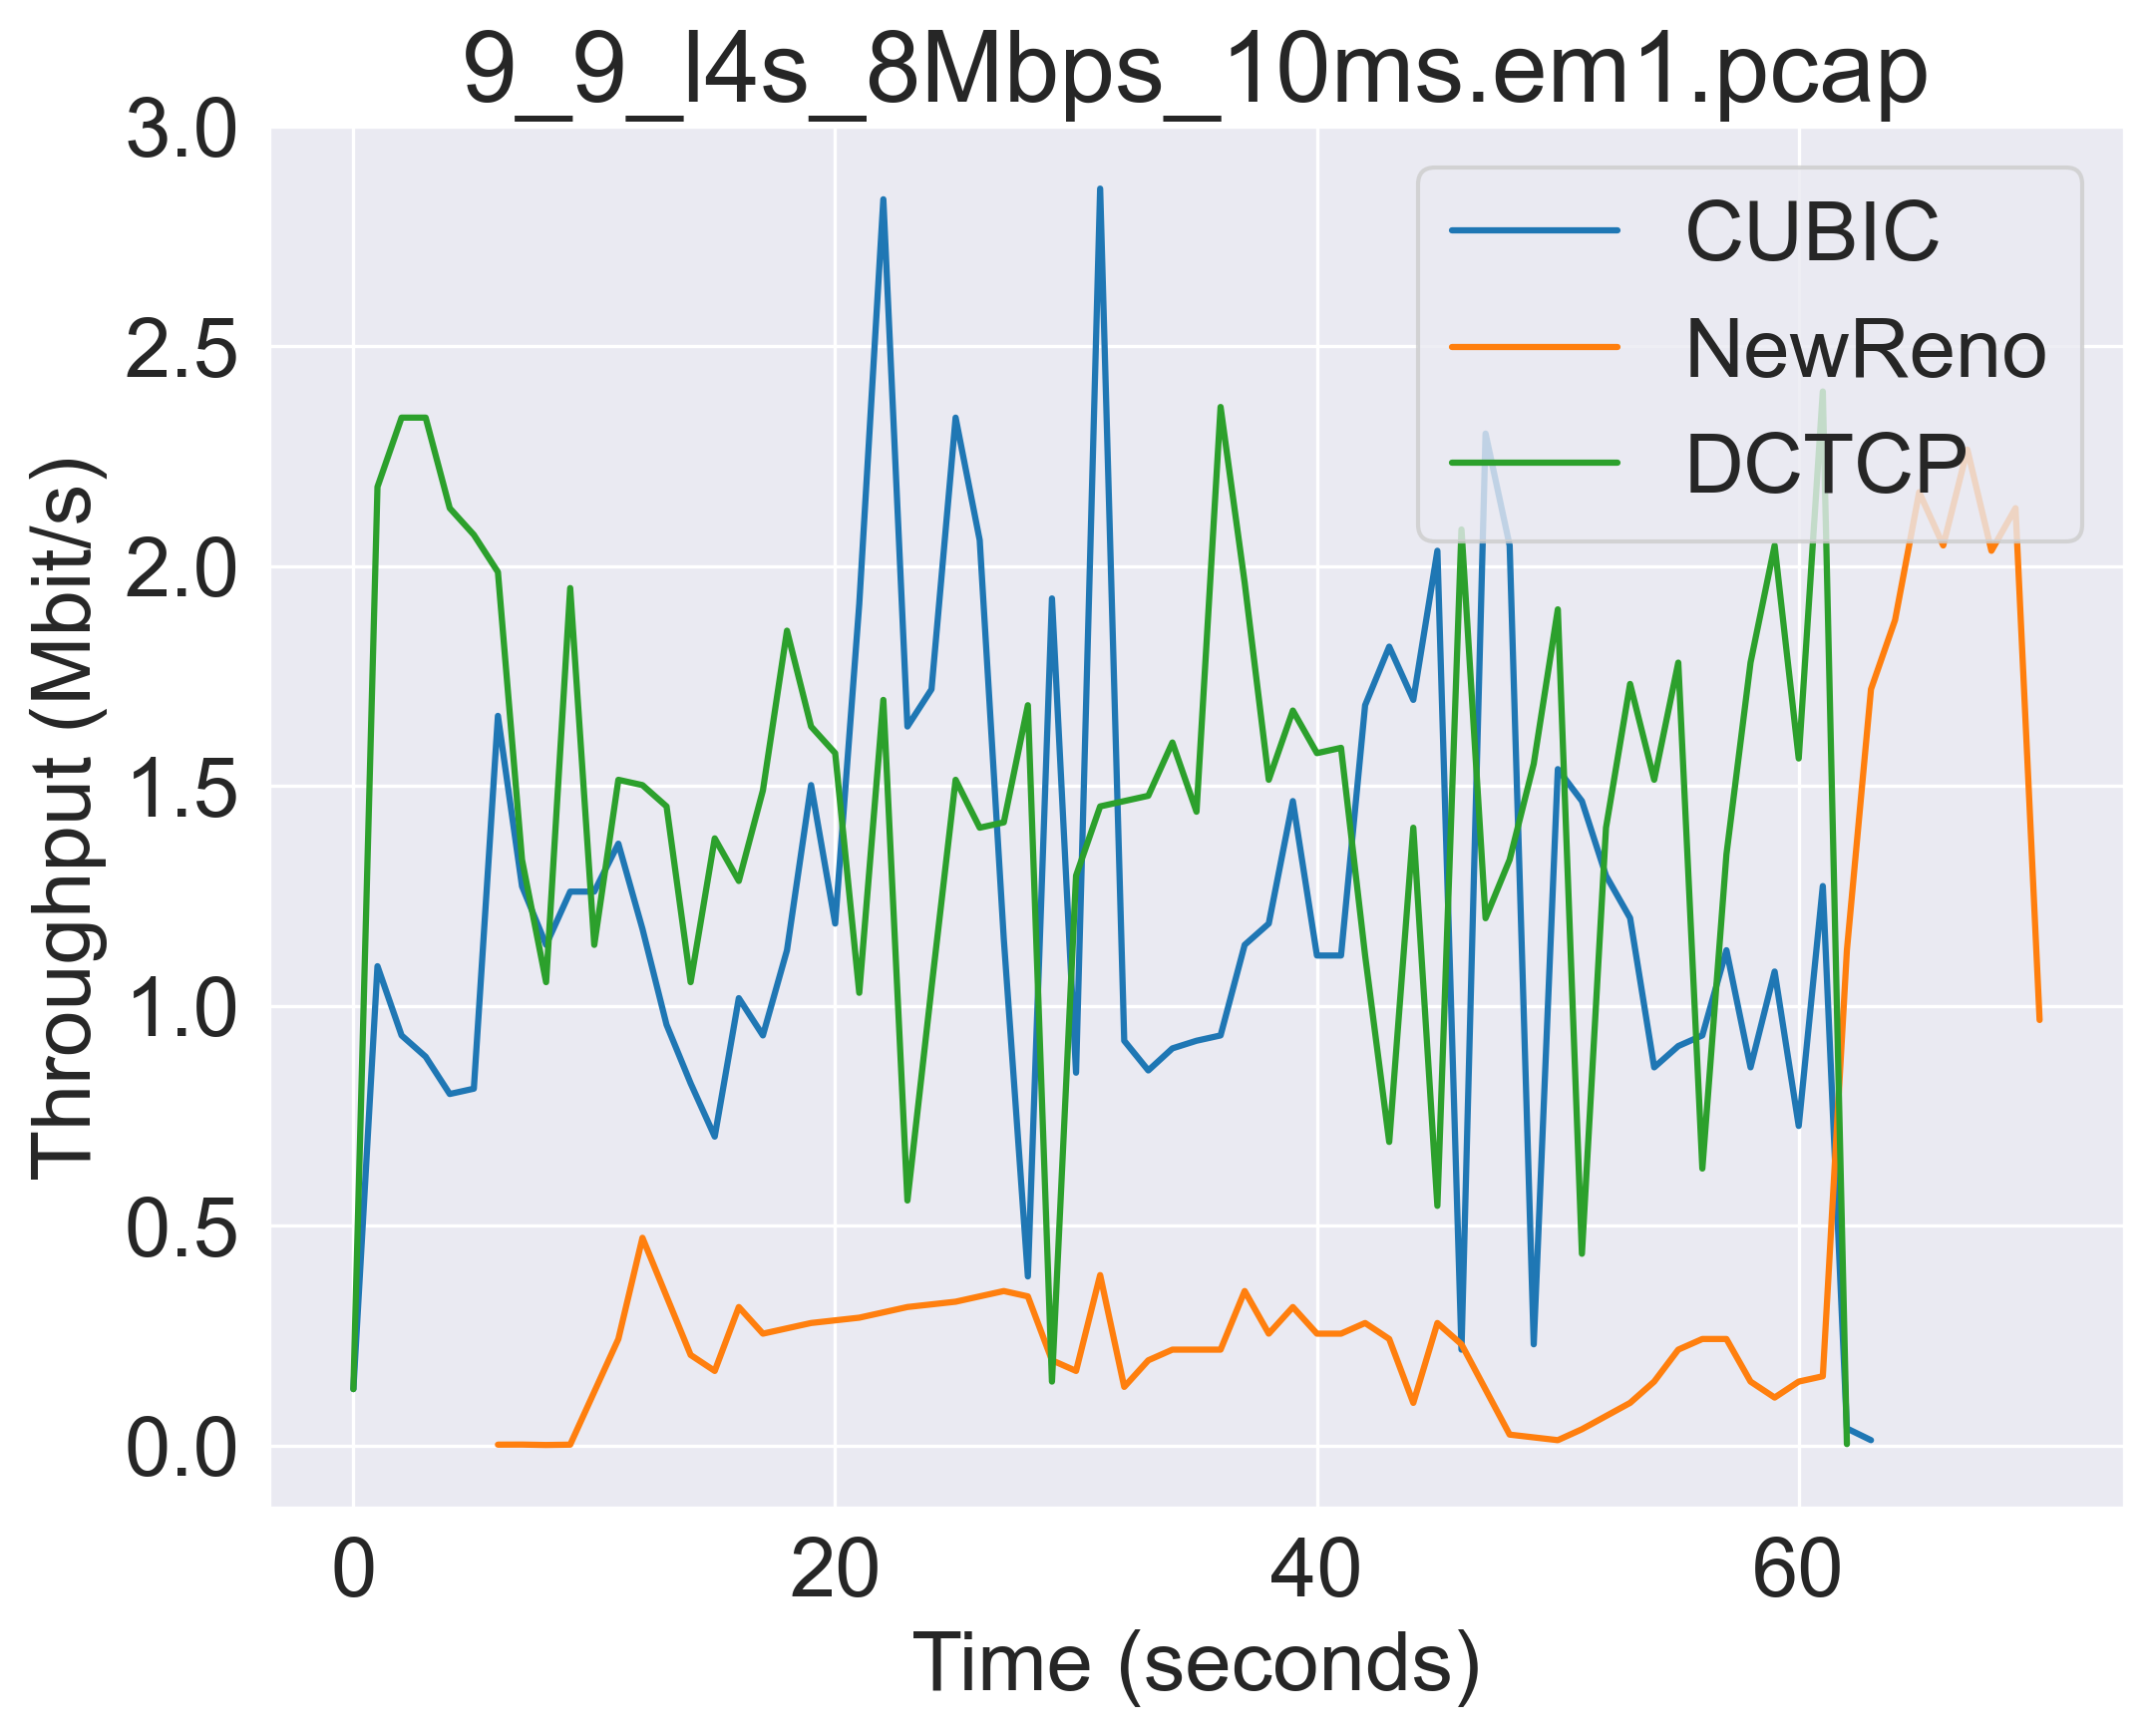 9_9_l4s_8Mbps_10ms.em1.pcap
3.0
2.5
2.0
1.5
1.0
0.5
0.0
Throughput (Mbit/s)
CUBIC
NewReno
DCTCP
0 20 40 60
Time (seconds)